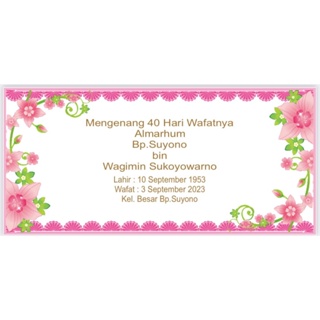 Mengenang 40 Hari Wafatnya
Almarhum
Bp.Suyono
bin
Wagimin Sukoyowarno
Lahir : 10 September 1953
Wafat : 3 September 2023
Kel. Besar Bp.Suyono